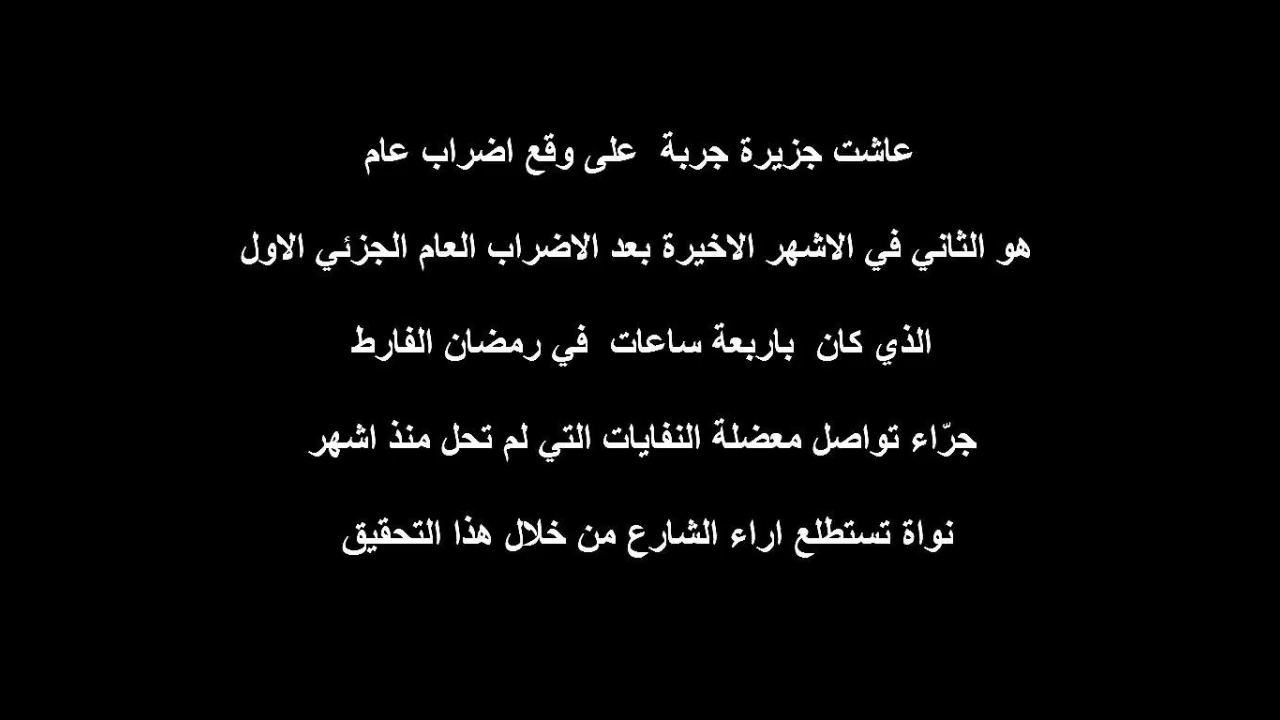 عاشت جزيرة جربة على وقع اضراب عام
هو الثاني في الاشهر الاخيرة بعد الاضراب العام الجزئي الاول
الذي كان باربعة ساعات في رمضان الفارط
جرّاء تواصل معضلة النفايات التي لم تحل منذ اشهر
نواة تستطلع اراء الشارع من خلال هذا التحقيق